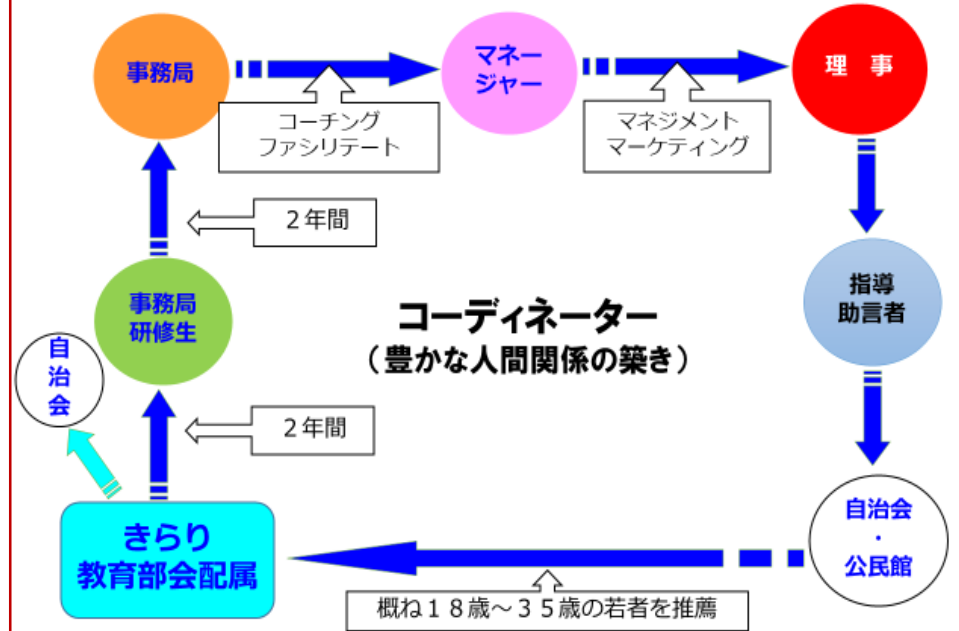 事務局
マネー
ジャー
理　事
コーチング
ファシリテート
マネジメント
マーケティング
２年間
事務局
研修生
コーディネーター
（豊かな人間関係の築き）
指導
助言者
自
治
会
２年間
きらり
教育部会配属
自治会
・
公民館
概ね１８歳～３５歳の若者を推薦